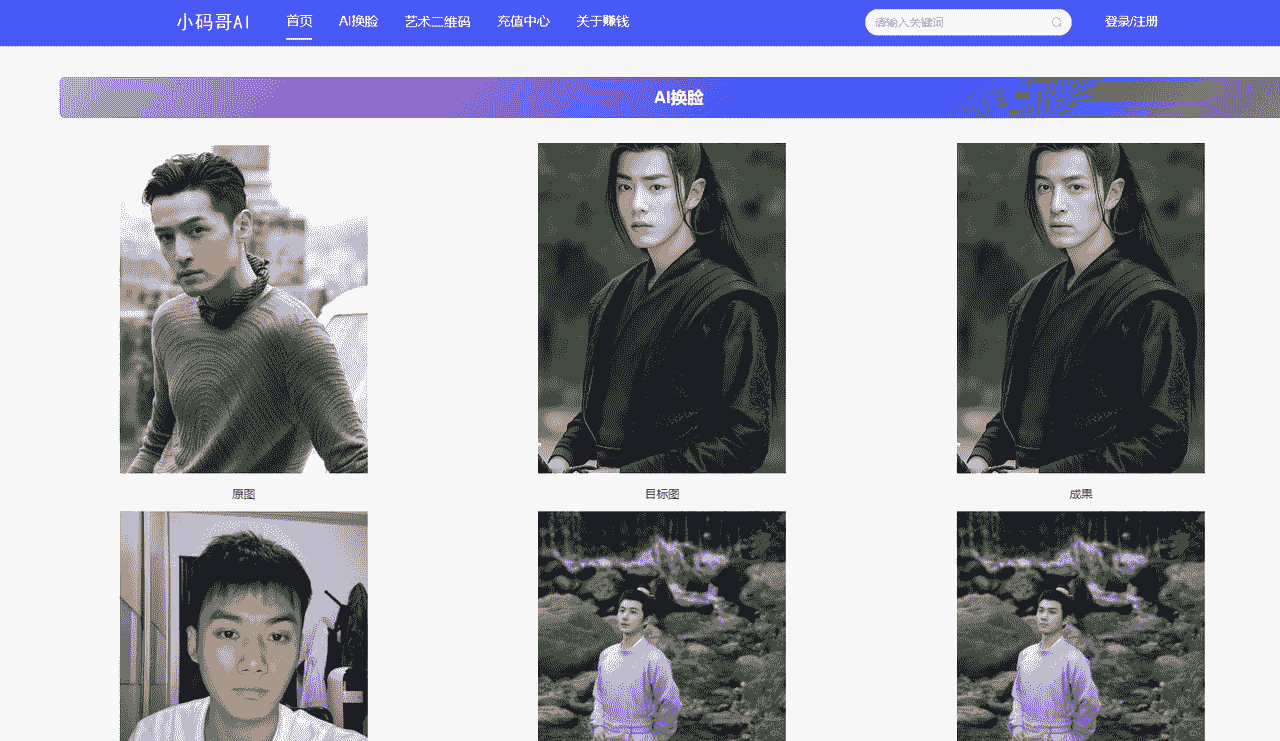 小码哥AI
首页
AI换脸
艺术二维码
充值中心
关于赚钱
请输入关键词
登录/注册
AI换脸
原图
目标图
成果